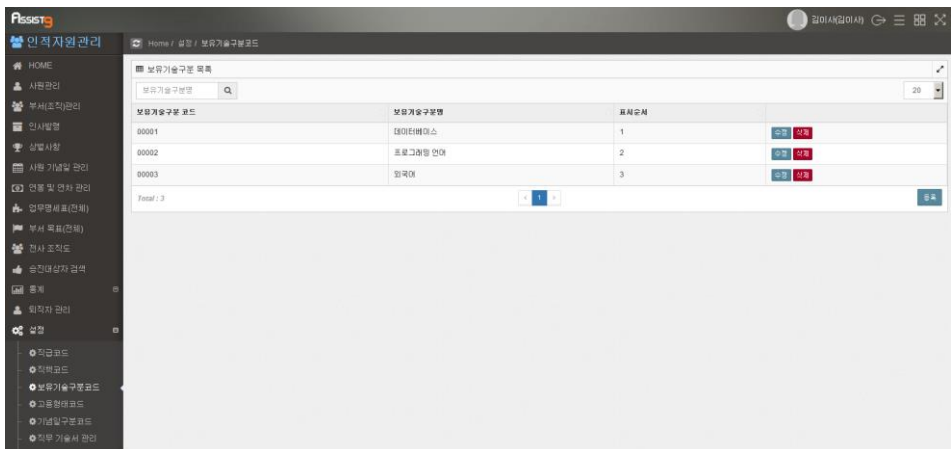 Assist9
김이사(김이사)
인적자원관리
Home / 설정 / 보유기술구분코드
HOME
사원관리
부서(조직)관리
인사발령
상벌사항
사원 기념일 관리
연봉 및 연차 관리
업무명세표(전체)
부서 목표(전체)
전사 조직도
승진대상자 검색
통계
퇴직자 관리
설정
직급코드
직책코드
보유기술구분코드
고용형태코드
기념일구분코드
직무 기술서 관리
보유기술구분 목록
보유기술구분명
20
보유기술구분 코드 보유기술구분명 표시순서
00001 데이터베이스 1 수정 삭제
00002 프로그래밍 언어 2 수정 삭제
00003 외국어 3 수정 삭제
Total : 3 1 등록